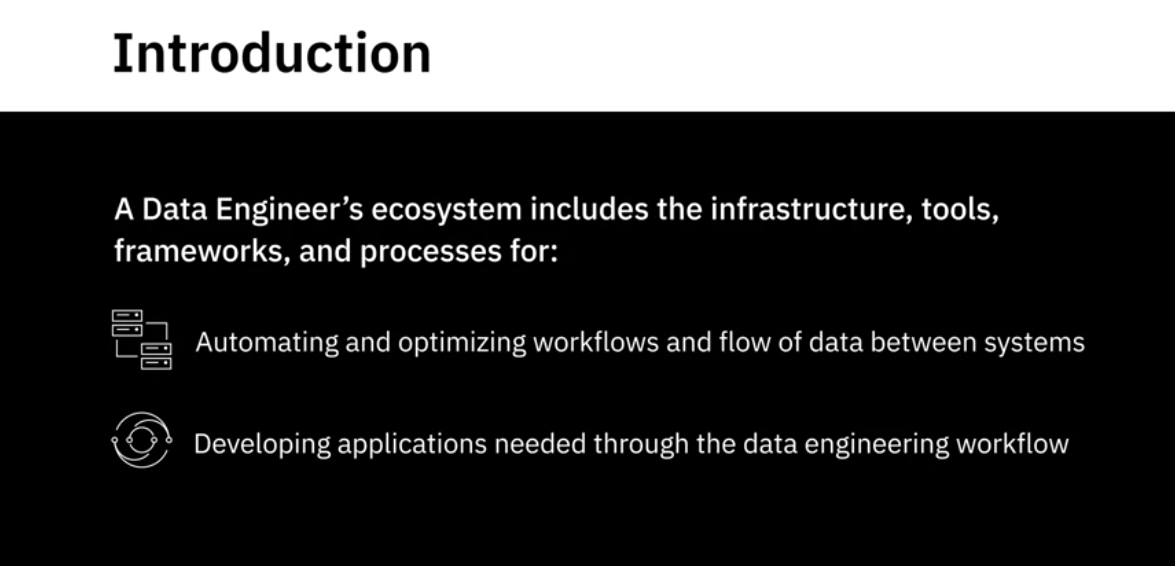 Introduction
A Data Engineer’s ecosystem includes the infrastructure, tools,
frameworks, and processes for:
Automating and optimizing workflows and flow of data between systems
Developing applications needed through the data engineering workflow